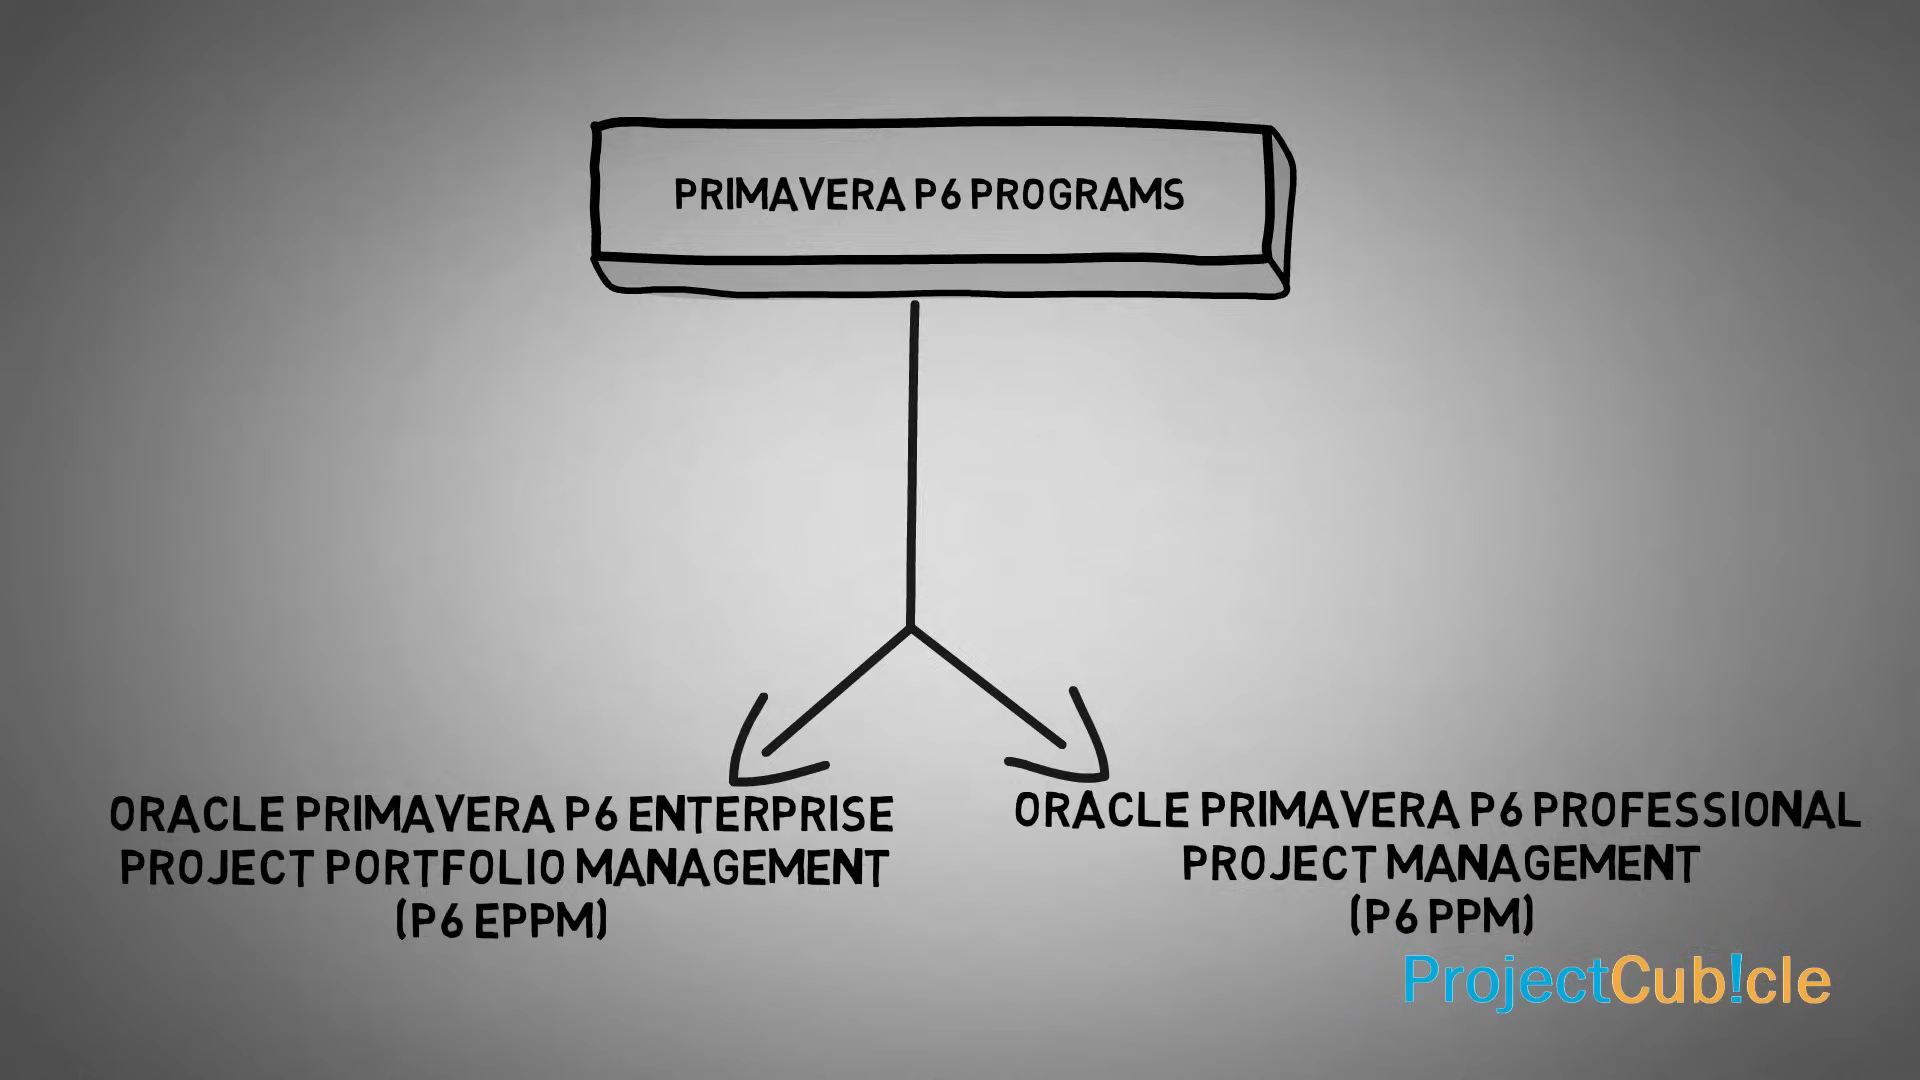 PRIMAVERA P6 PROGRAMS
ORACLE PRIMAVERA P6 ENTERPRISE
PROJECT PORTFOLIO MANAGEMENT
(P6 EPPM)
ORACLE PRIMAVERA P6 PROFESSIONAL
PROJECT MANAGEMENT
(P6 PPM)
ProjectCub!cle